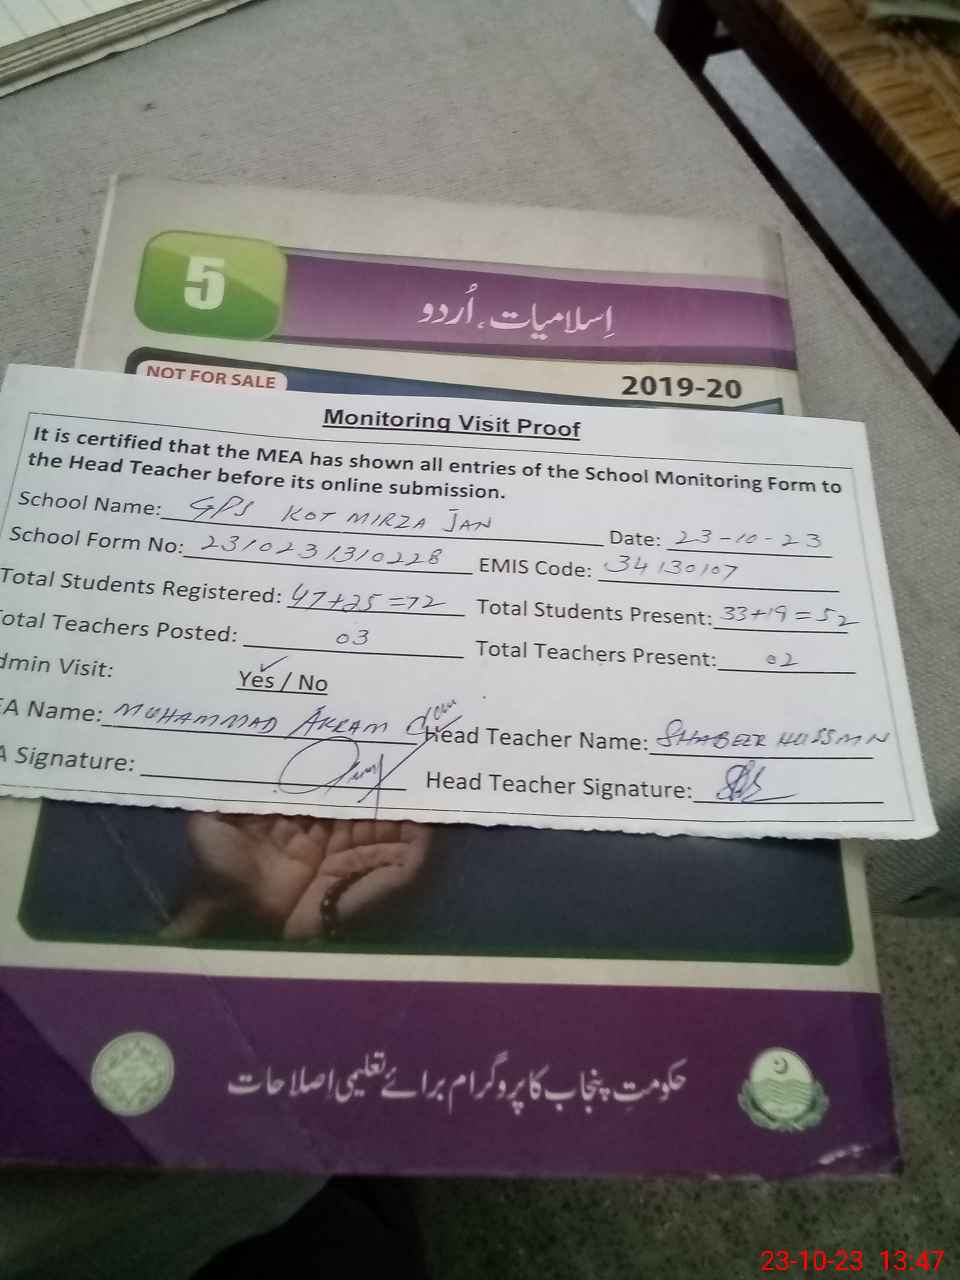 5
اِسلامیات، اُردو
NOT FOR SALE
2019-20
Monitoring Visit Proof
It is certified that the MEA has shown all entries of the School Monitoring Form to
the Head Teacher before its online submission.
School Name: GPS KOT MIRZA JAN Date: 23-10-23
School Form No: 2310231310228 EMIS Code: 34130107
Total Students Registered: 47+25=72 Total Students Present: 33+19=52
otal Teachers Posted: 03 Total Teachers Present: 02
dmin Visit: Yes / No
EA Name: MUHAMMAD AKRAM Head Teacher Name: SHABEER HUSSAIN
A Signature: Head Teacher Signature:
حکومتِ پنجاب کا پروگرام برائے تعلیمی اِصلاحات
23-10-23 13:47